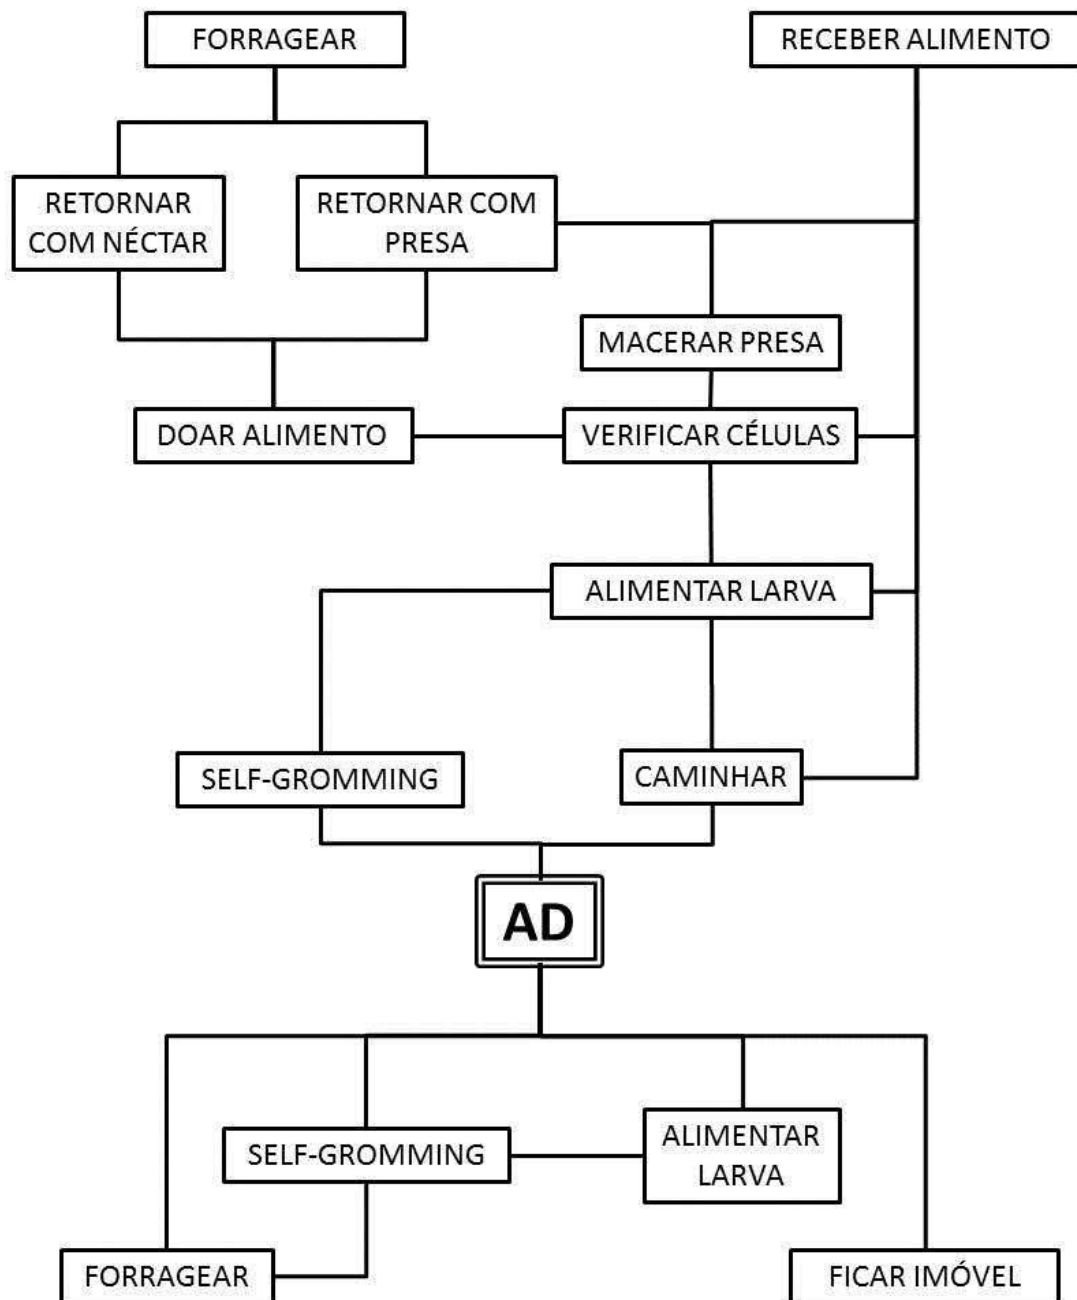 FORRAGEAR
RECEBER ALIMENTO
RETORNAR
COM NÉCTAR
RETORNAR COM
PRESA
MACERAR PRESA
DOAR ALIMENTO
VERIFICAR CÉLULAS
ALIMENTAR LARVA
SELF-GROMMING
CAMINHAR
AD
SELF-GROMMING
ALIMENTAR
LARVA
FORRAGEAR
FICAR IMÓVEL